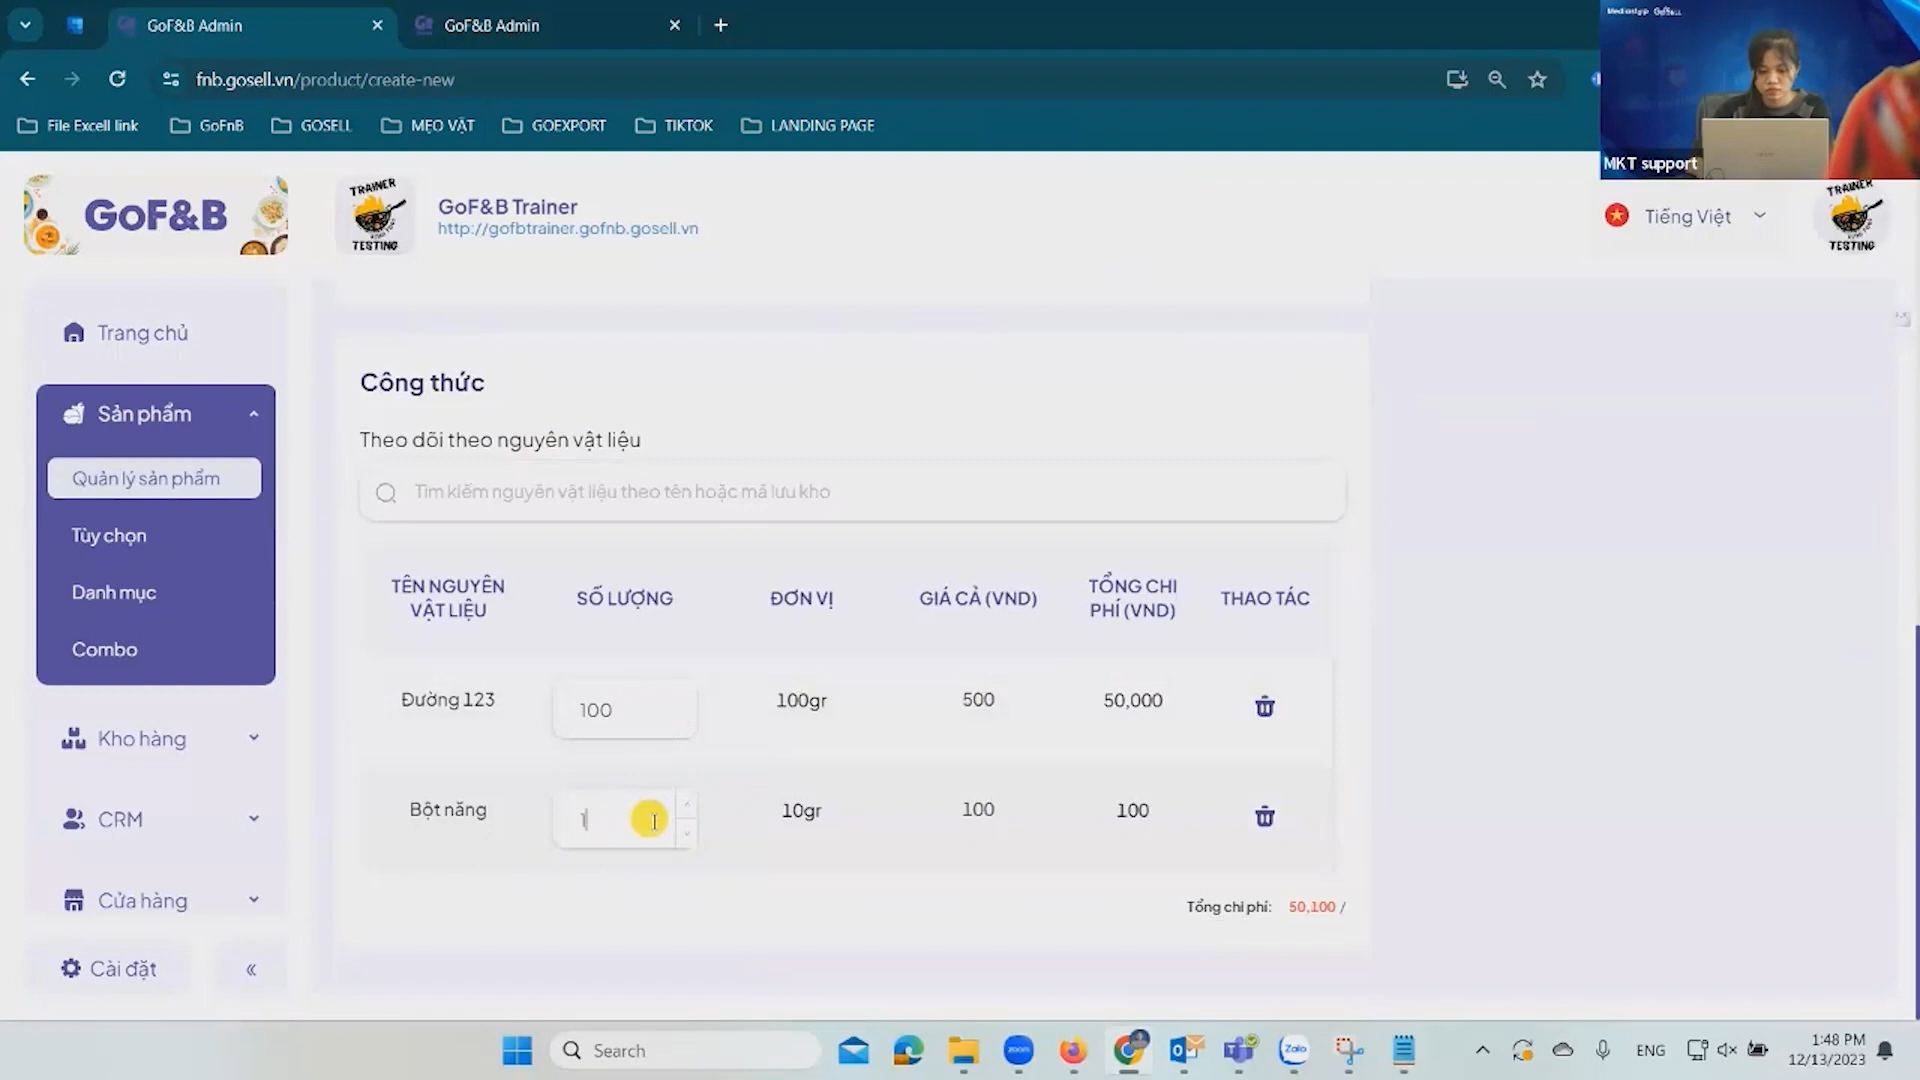 GoF&B Admin
GoF&B Admin
fnb.gosell.vn/product/create-new
File Excell link
GoFnB
GOSELL
MẸO VẶT
GOEXPORT
TIKTOK
LANDING PAGE
Mediastep GoSELL
MKT support
GoF&B
TRAINER
TESTING
GoF&B Trainer
http://gofbtrainer.gofnb.gosell.vn
Tiếng Việt
TRAINER
TESTING
Trang chủ
Sản phẩm
Quản lý sản phẩm
Tùy chọn
Danh mục
Combo
Kho hàng
CRM
Cửa hàng
Cài đặt
Công thức
Theo dõi theo nguyên vật liệu
Tìm kiếm nguyên vật liệu theo tên hoặc mã lưu kho
TÊN NGUYÊN VẬT LIỆU
SỐ LƯỢNG
ĐƠN VỊ
GIÁ CẢ (VND)
TỔNG CHI PHÍ (VND)
THAO TÁC
Đường 123
100
100gr
500
50,000
Bột năng
1
10gr
100
100
Tổng chi phí: 50,100 /
Search
zoom
Zalo
ENG
1:48 PM
12/13/2023